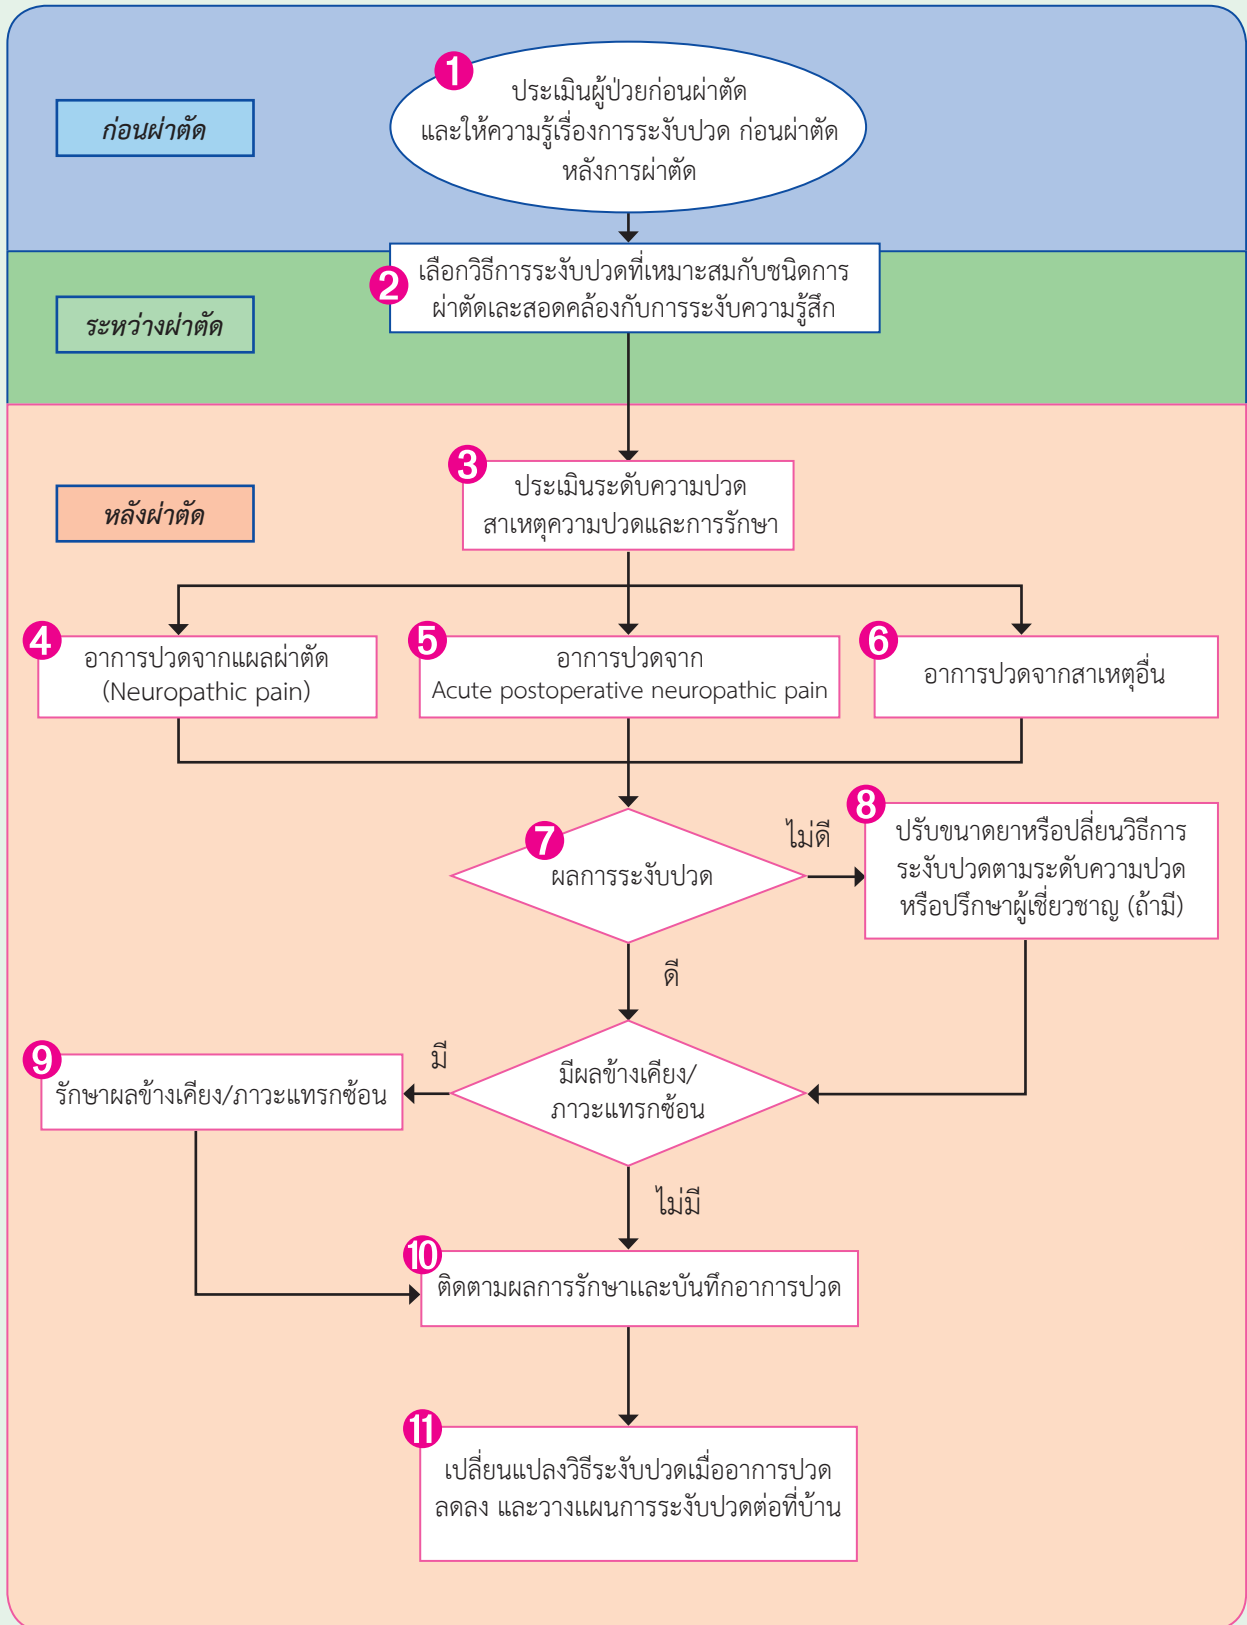 ก่อนผ่าตัด
1
ประเมินผู้ป่วยก่อนผ่าตัด
และให้ความรู้เรื่องการระงับปวด ก่อนผ่าตัด
หลังการผ่าตัด
ระหว่างผ่าตัด
2
เลือกวิธีการระงับปวดที่เหมาะสมกับชนิดการ
ผ่าตัดและสอดคล้องกับการระงับความรู้สึก
หลังผ่าตัด
3
ประเมินระดับความปวด
สาเหตุความปวดและการรักษา
4
อาการปวดจากแผลผ่าตัด
(Neuropathic pain)
5
อาการปวดจาก
Acute postoperative neuropathic pain
6
อาการปวดจากสาเหตุอื่น
7
ผลการระงับปวด
ไม่ดี
8
ปรับขนาดยาหรือปลี่ยนวิธีการ
ระงับปวดตามระดับความปวด
หรือปรึกษาผู้เชี่ยวชาญ (ถ้ามี)
ดี
มีผลข้างเคียง/
ภาวะแทรกซ้อน
มี
9
รักษาผลข้างเคียง/ภาวะแทรกซ้อน
ไม่มี
10
ติดตามผลการรักษาและบันทึกอาการปวด
11
เปลี่ยนแปลงวิธีระงับปวดเมื่ออาการปวด
ลดลง และวางแผนการระงับปวดต่อที่บ้าน